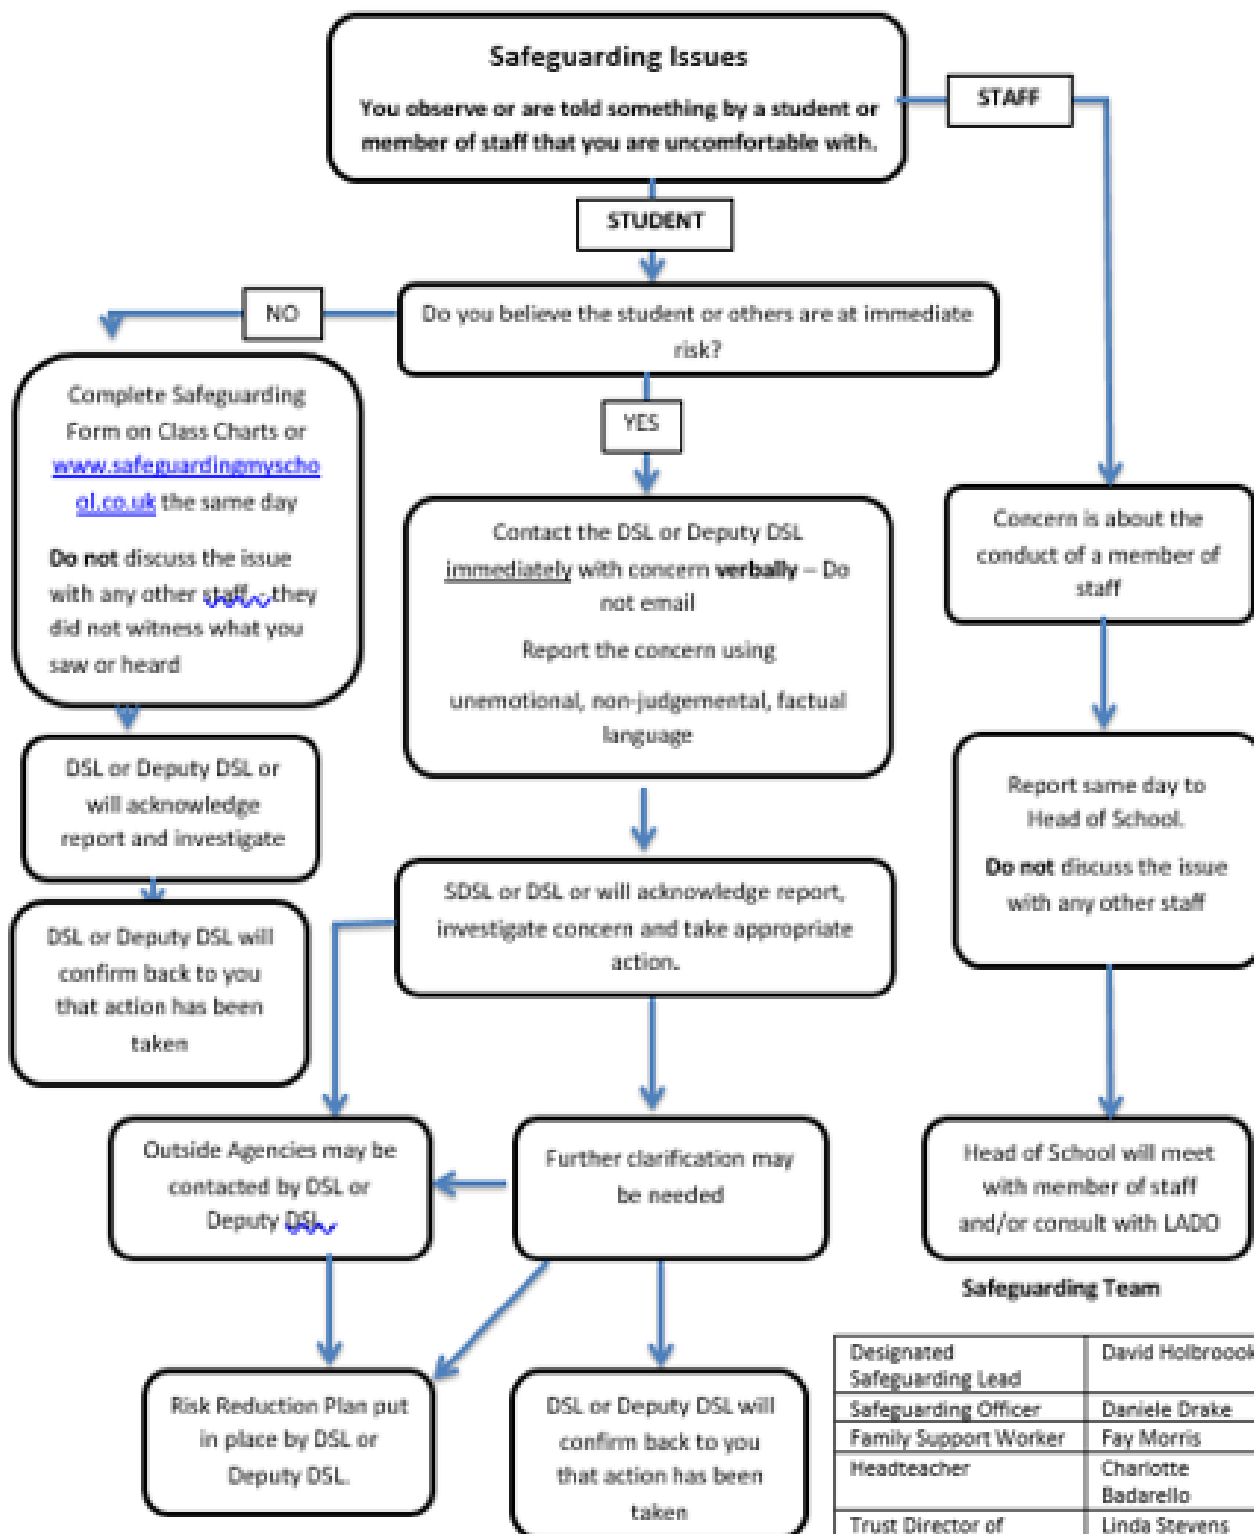 Safeguarding Issues
You observe or are told something by a student or
member of staff that you are uncomfortable with.
STAFF
STUDENT
NO
Do you believe the student or others are at immediate
risk?
YES
Complete Safeguarding
Form on Class Charts or
www.safeguardingmyscho
ol.co.uk the same day
Do not discuss the issue
with any other staff - they
did not witness what you
saw or heard
Contact the DSL or Deputy DSL
immediately with concern verbally – Do
not email
Report the concern using
unemotional, non-judgemental, factual
language
Concern is about the
conduct of a member of
staff
DSL or Deputy DSL or
will acknowledge
report and investigate
Report same day to
Head of School.
Do not discuss the issue
with any other staff
SDSL or DSL or will acknowledge report,
investigate concern and take appropriate
action.
DSL or Deputy DSL will
confirm back to you
that action has been
taken
Outside Agencies may be
contacted by DSL or
Deputy DSL
Further clarification may
be needed
Head of School will meet
with member of staff
and/or consult with LADO
Safeguarding Team
Risk Reduction Plan put
in place by DSL or
Deputy DSL.
DSL or Deputy DSL will
confirm back to you
that action has been
taken
Designated David Holbroook
Safeguarding Lead
Safeguarding Officer Daniele Drake
Family Support Worker Fay Morris
Headteacher Charlotte
Badarello
Trust Director of Linda Stevens